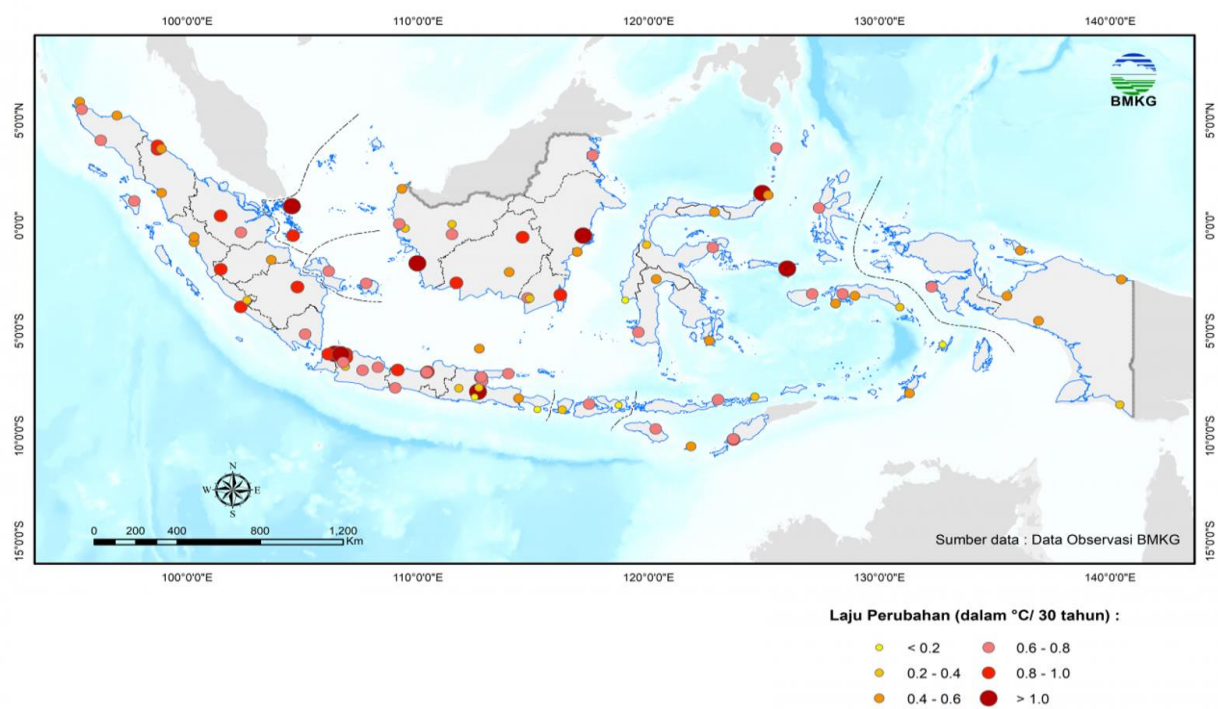 100°0'0"E 110°0'0"E 120°0'0"E 130°0'0"E 140°0'0"E
BMKG
5°0'0"N
5°0'0"N
0°0'0"
0°0'0"
5°0'0"S
5°0'0"S
10°0'0"S
10°0'0"S
15°0'0"S
15°0'0"S
N
W E
S
0 200 400 800 1,200
Km
Sumber data : Data Observasi BMKG
100°0'0"E 110°0'0"E 120°0'0"E 130°0'0"E 140°0'0"E
Laju Perubahan (dalam °C/ 30 tahun) :
< 0.2 0.6 - 0.8
0.2 - 0.4 0.8 - 1.0
0.4 - 0.6 > 1.0